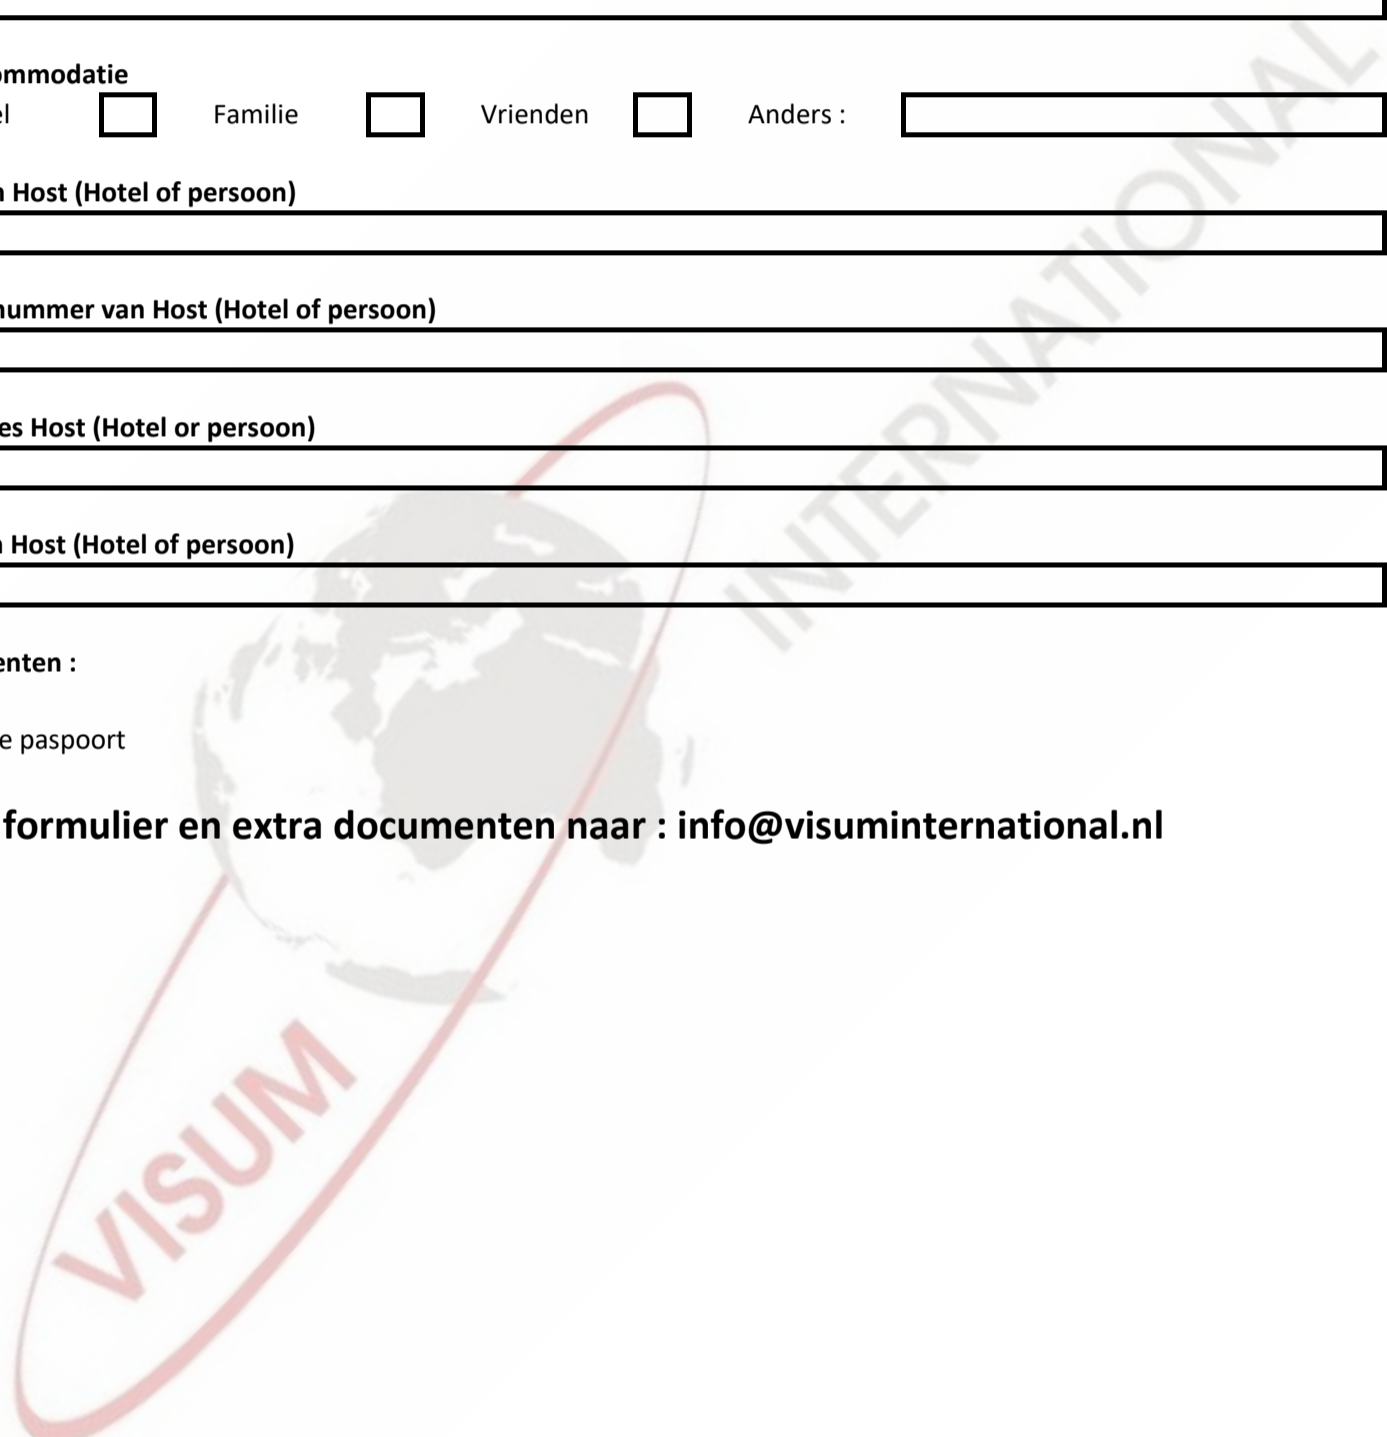 ommodatie
el Familie Vrienden Anders :
n Host (Hotel of persoon)
nummer van Host (Hotel of persoon)
es Host (Hotel or persoon)
n Host (Hotel of persoon)
enten :
e paspoort
formulier en extra documenten naar : info@visuminternational.nl
VISUM INTERNATIONAL